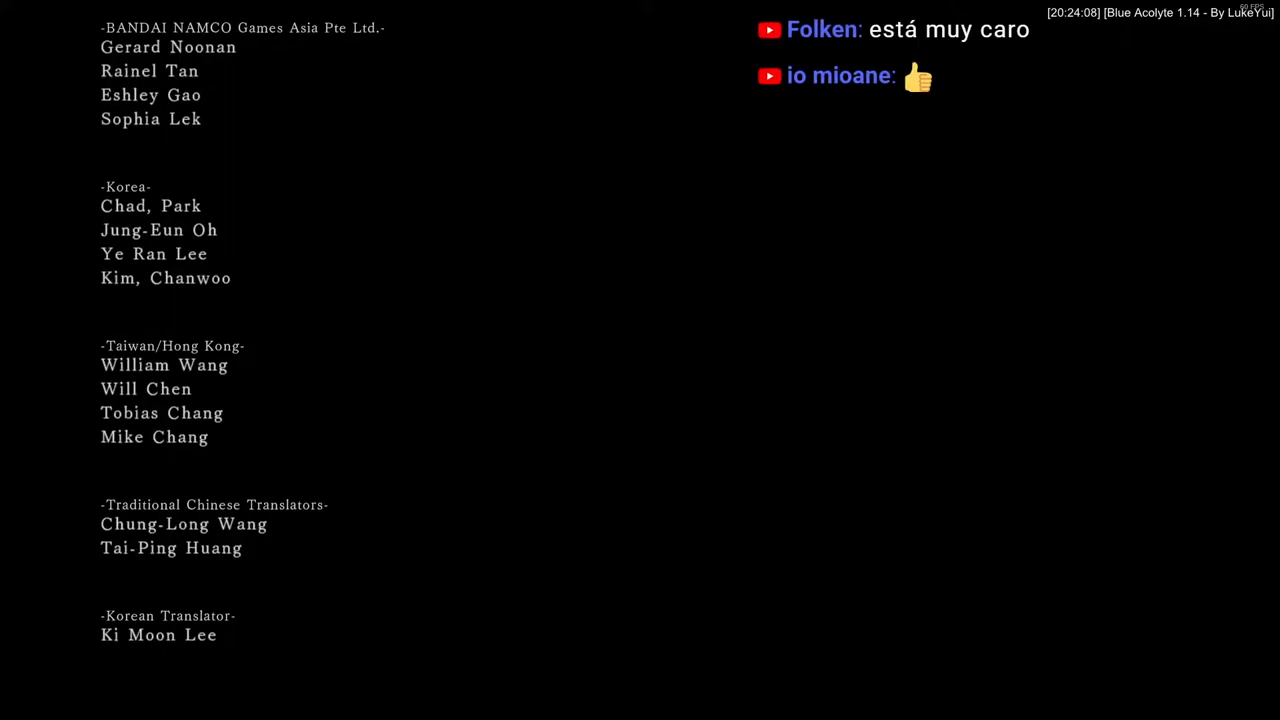 -BANDAI NAMCO Games Asia Pte Ltd.-
Gerard Noonan
Rainel Tan
Eshley Gao
Sophia Lek
-Korea-
Chad, Park
Jung-Eun Oh
Ye Ran Lee
Kim, Chanwoo
-Taiwan/Hong Kong-
William Wang
Will Chen
Tobias Chang
Mike Chang
-Traditional Chinese Translators-
Chung-Long Wang
Tai-Ping Huang
-Korean Translator-
Ki Moon Lee
Folken: está muy caro
io mioane: 👍
60 FPS
[20:24:08] [Blue Acolyte 1.14 - By LukeYui]